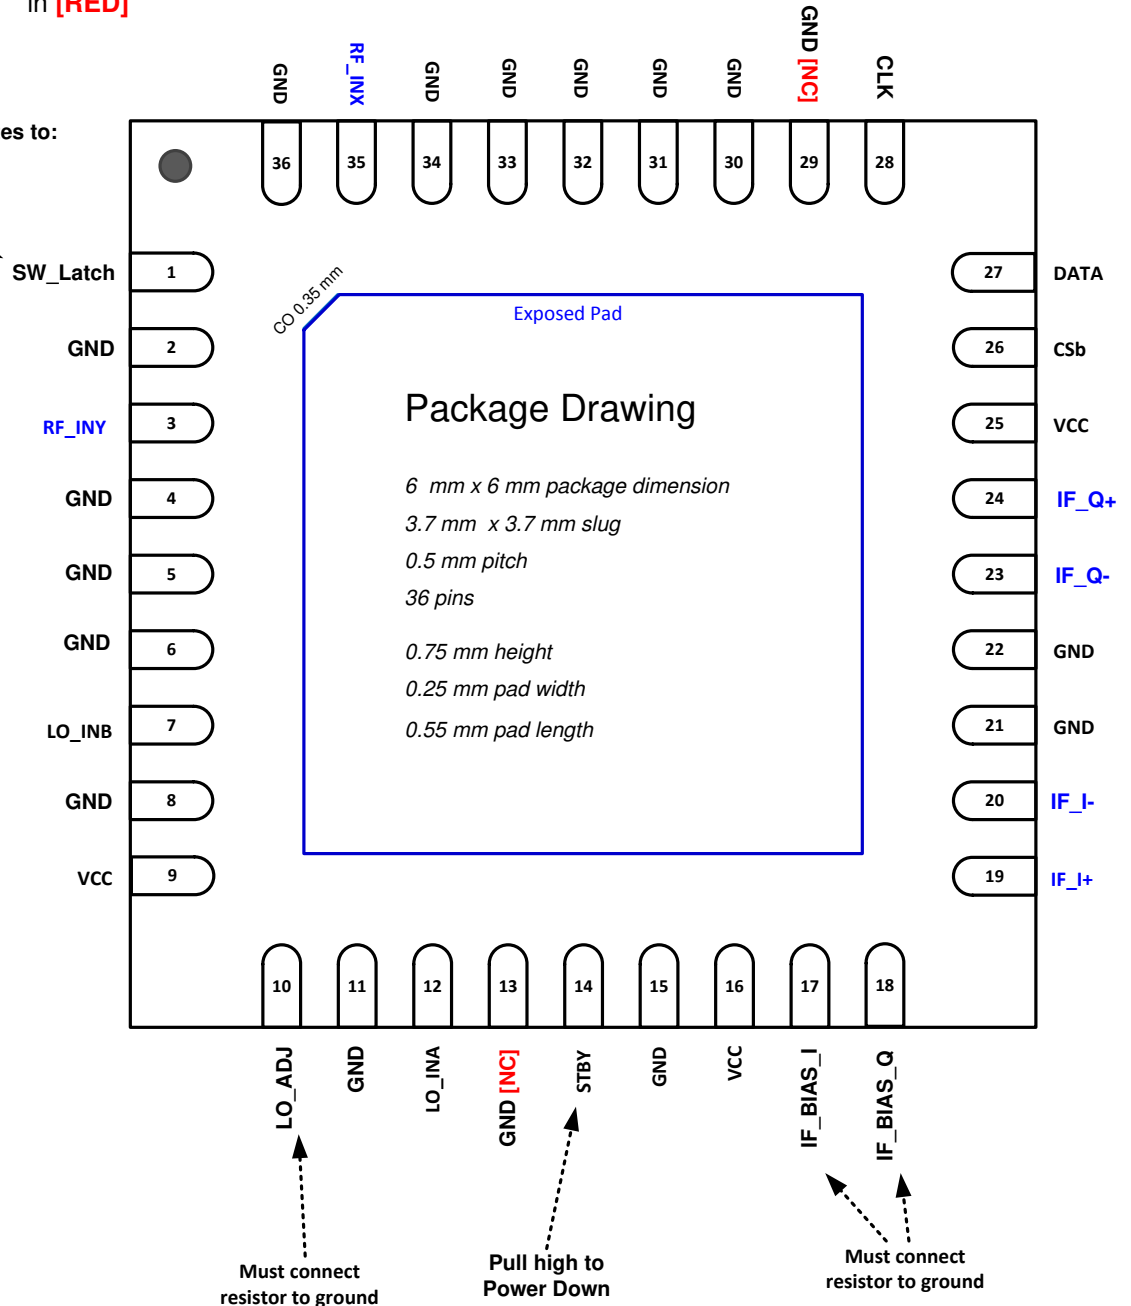 in [RED]
es to:
GND
RF_INX
GND
GND
GND
GND
GND
GND [NC]
CLK
36
35
34
33
32
31
30
29
28
SW_Latch 1
GND 2
RF_INY 3
GND 4
GND 5
GND 6
LO_INB 7
GND 8
VCC 9
27 DATA
26 CSb
25 VCC
24 IF_Q+
23 IF_Q-
22 GND
21 GND
20 IF_I-
19 IF_I+
CO 0.35 mm
Exposed Pad
Package Drawing
6 mm x 6 mm package dimension
3.7 mm x 3.7 mm slug
0.5 mm pitch
36 pins
0.75 mm height
0.25 mm pad width
0.55 mm pad length
10
11
12
13
14
15
16
17
18
LO_ADJ
GND
LO_INA
GND [NC]
STBY
GND
VCC
IF_BIAS_I
IF_BIAS_Q
Must connect
resistor to ground
Pull high to
Power Down
Must connect
resistor to ground